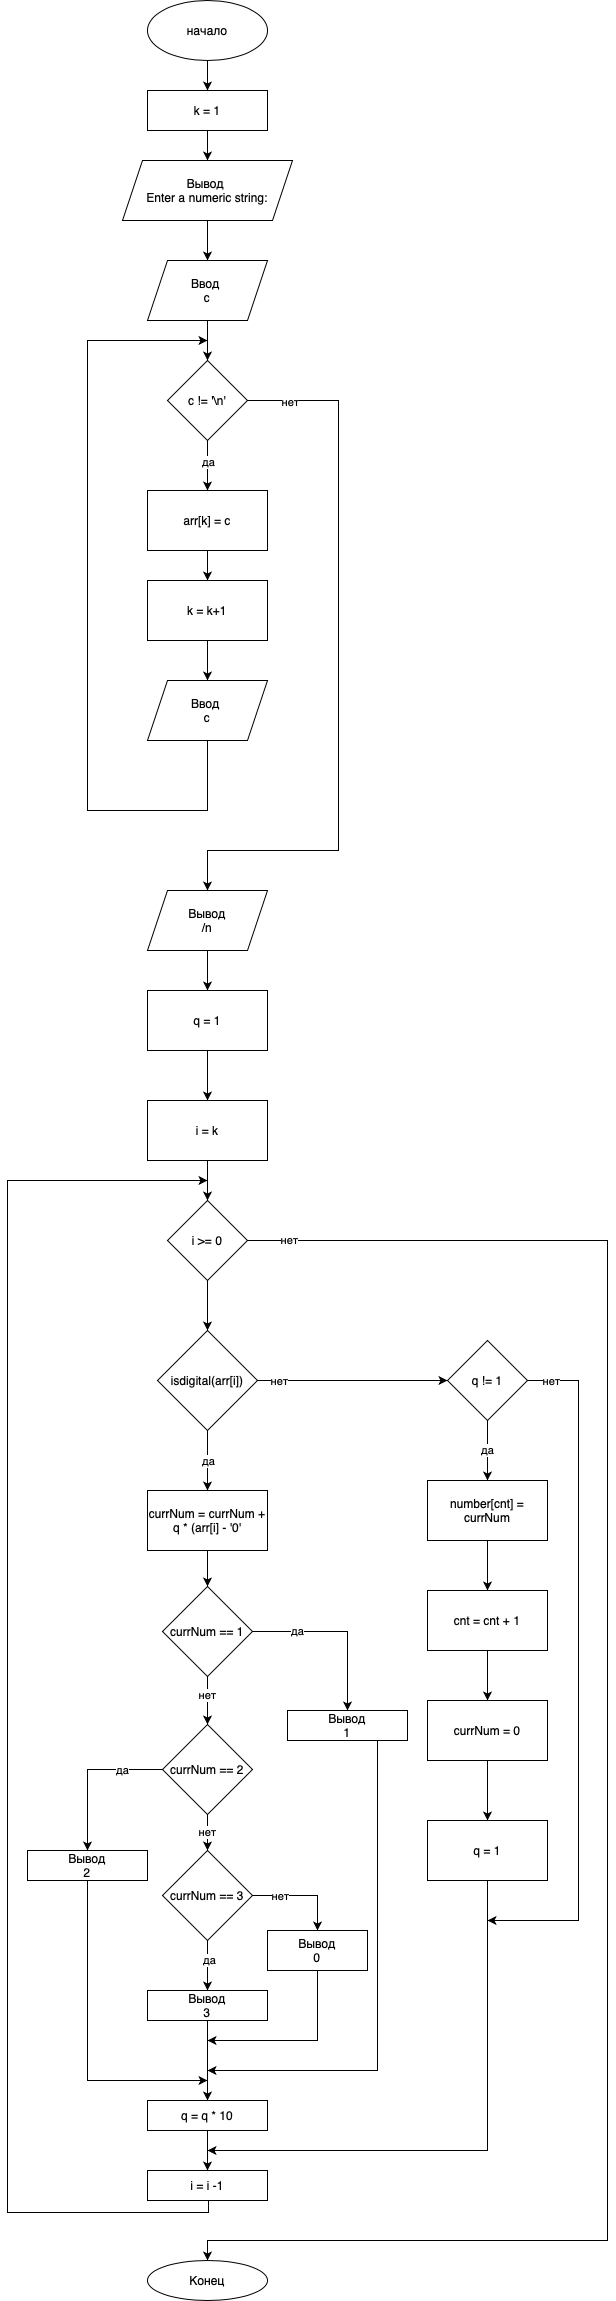 начало
k = 1
Вывод
Enter a numeric string:
Ввод
c
c != '\n'
нет
да
arr[k] = c
k = k+1
Ввод
c
Вывод
/n
q = 1
i = k
i >= 0
нет
isdigital(arr[i])
нет
q != 1
нет
да
да
number[cnt] =
currNum
currNum = currNum +
q * (arr[i] - '0'
cnt = cnt + 1
currNum == 1
да
нет
Вывод
1
currNum = 0
currNum == 2
да
нет
q = 1
Вывод
2
currNum == 3
нет
да
Вывод
0
Вывод
3
q = q * 10
i = i -1
Конец